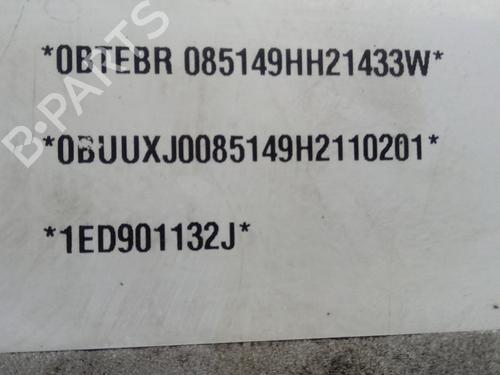 *0BTEBR 085149HH21433W*
*0BUUXJ0085149H2110201*
*1ED901132J*
B-PARTS